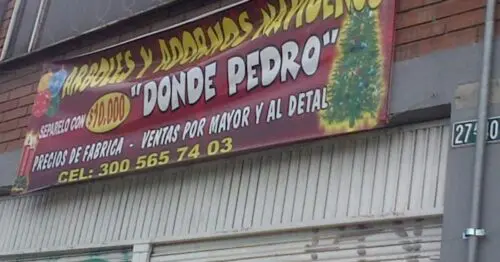 ARBOLES Y ADORNOS NAVIDEÑOS
"DONDE PEDRO"
SEPARELO CON $10.000
PRECIOS DE FABRICA - VENTAS POR MAYOR Y AL DETAL
CEL: 300 565 74 03